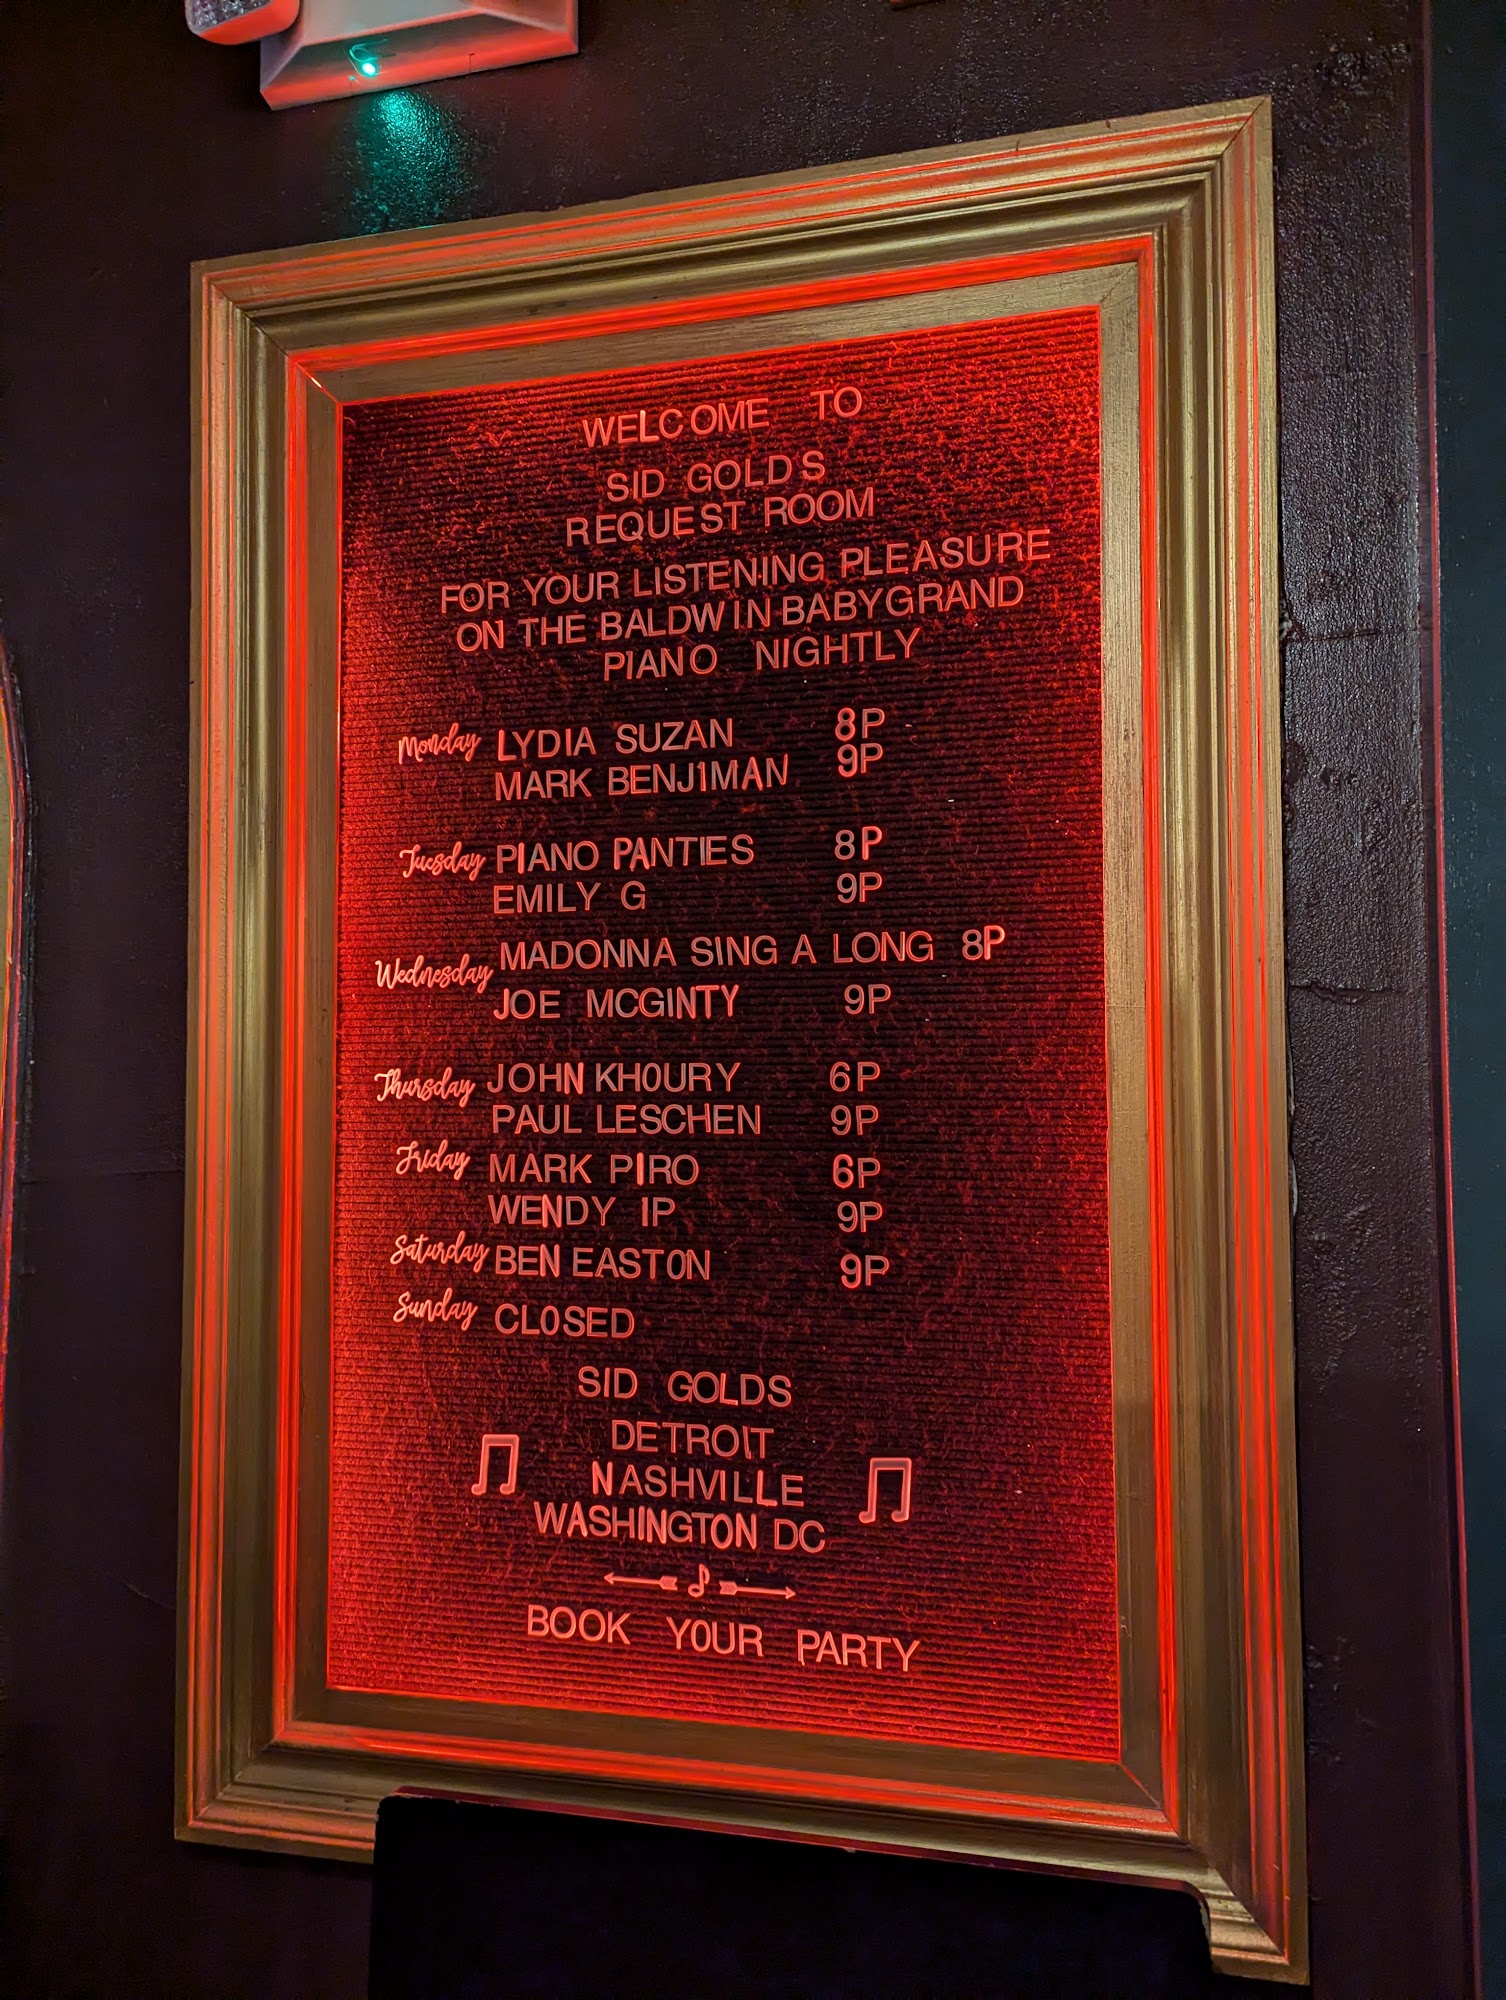 WELCOME TO
SID GOLDS
REQUEST ROOM
FOR YOUR LISTENING PLEASURE
ON THE BALDWIN BABYGRAND
PIANO NIGHTLY
Monday LYDIA SUZAN 8P
MARK BENJIMAN 9P
Tuesday PIANO PANTIES 8P
EMILY G 9P
Wednesday MADONNA SING A LONG 8P
JOE MCGINTY 9P
Thursday JOHN KHOURY 6P
PAUL LESCHEN 9P
Friday MARK PIRO 6P
WENDY IP 9P
Saturday BEN EASTON 9P
Sunday CLOSED
SID GOLDS
DETROIT
NASHVILLE
WASHINGTON DC
BOOK YOUR PARTY